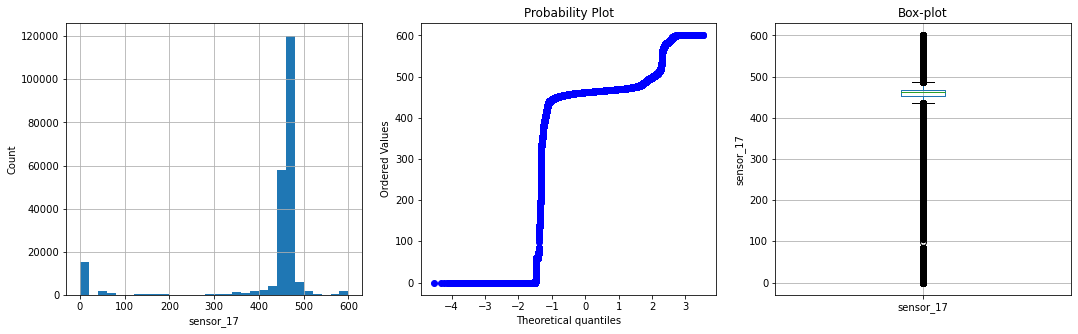 Probability Plot
Box-plot
120000
100000
80000
60000
40000
20000
0
Count
0 100 200 300 400 500 600
sensor_17
600
500
400
300
200
100
0
Ordered Values
−4 −3 −2 −1 0 1 2 3
Theoretical quantiles
600
500
400
300
200
100
0
sensor_17
sensor_17